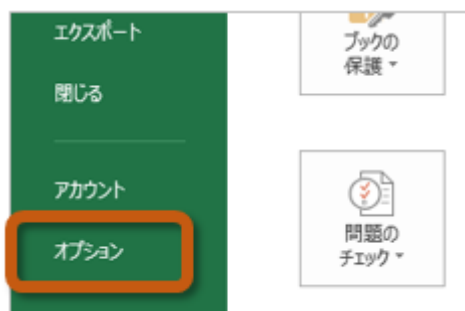 エクスポート
閉じる
アカウント
オプション
ブックの
保護
問題の
チェック